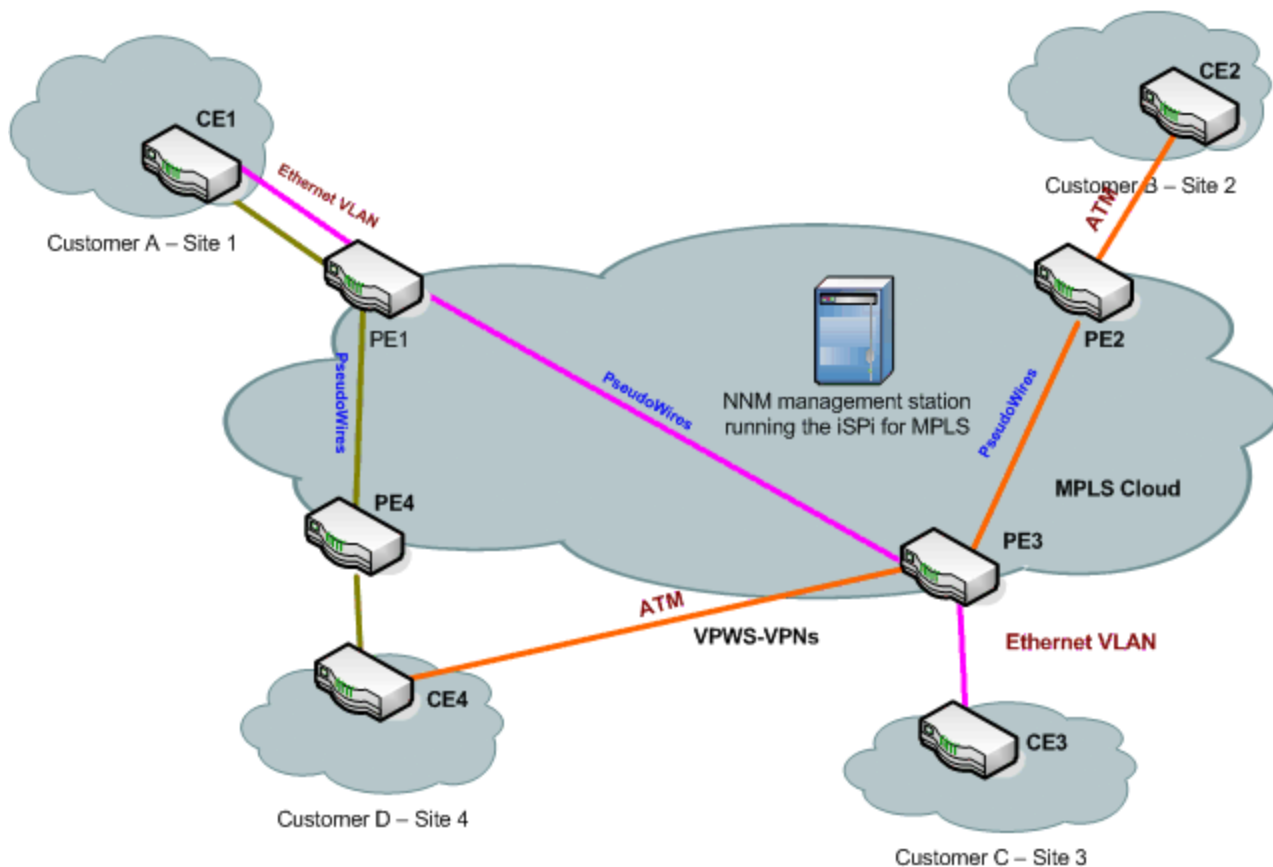 CE2
CE1
Customer B – Site 2
Ethernet VLAN
ATM
Customer A – Site 1
PE1
PE2
PseudoWires
PseudoWires
NNM management station
running the iSPi for MPLS
PseudoWires
MPLS Cloud
PE4
PE3
ATM
VPWS-VPNs
Ethernet VLAN
CE4
CE3
Customer D – Site 4
Customer C – Site 3